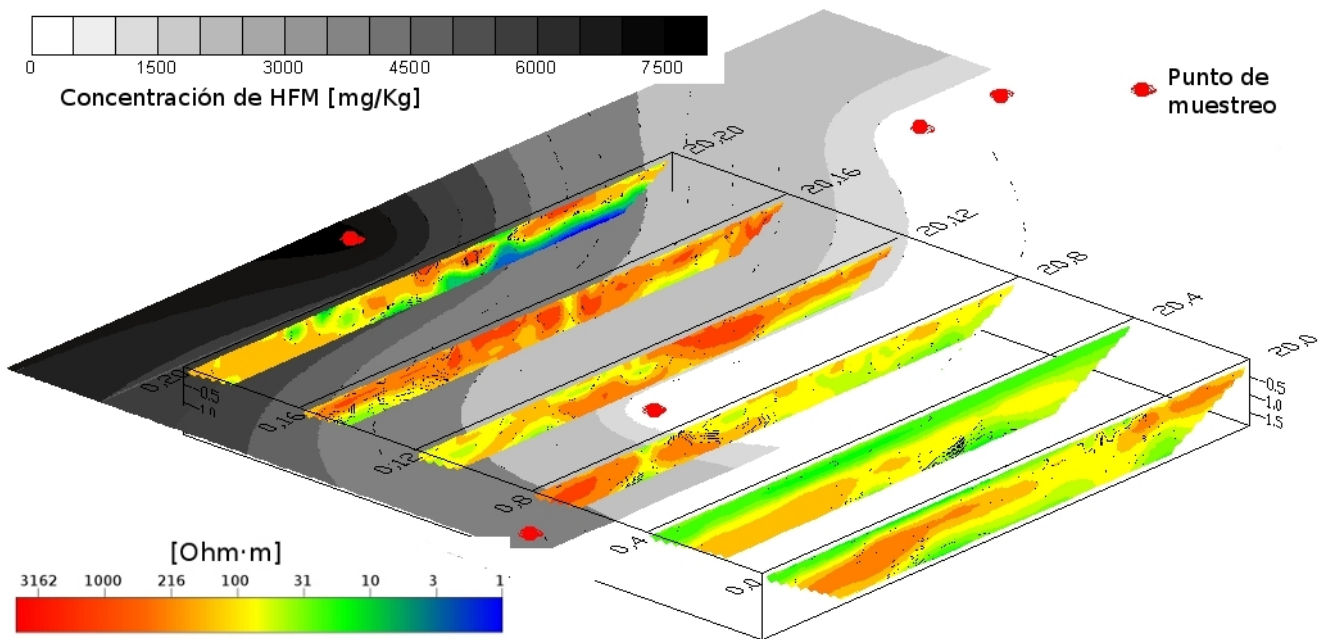 0 1500 3000 4500 6000 7500
Concentración de HFM [mg/Kg]
Punto de
muestreo
20,20
20,16
20,12
20,8
20,4
20,0
0,20
-0.5
-1.0
0,16
0,12
0,8
0,4
0,0
-0.5
-1.0
-1.5
[Ohm·m]
3162 1000 216 100 31 10 3 1